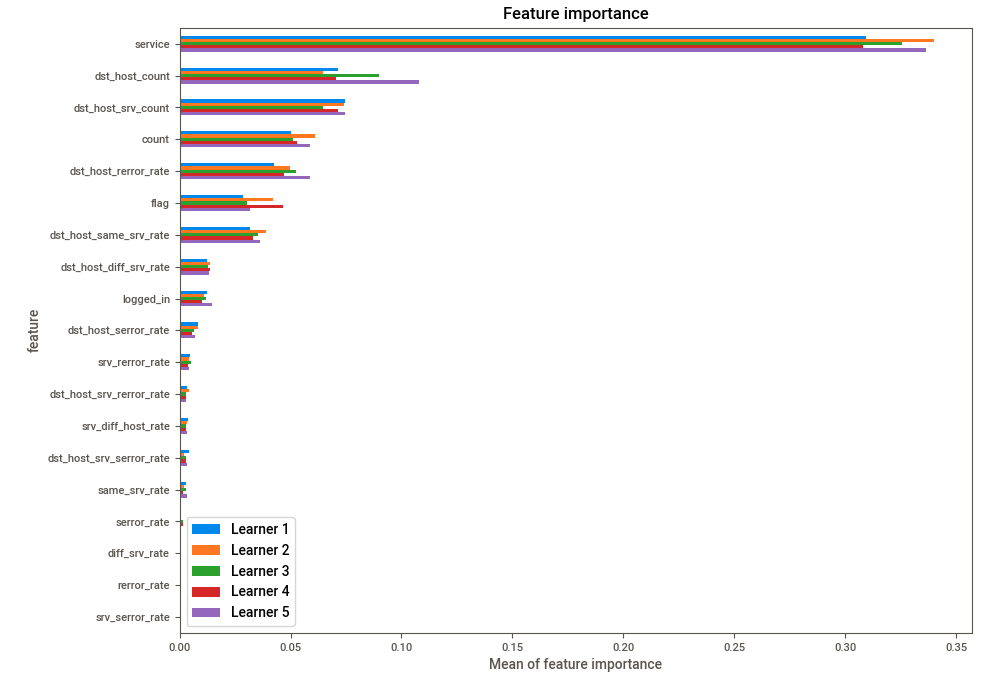 Feature importance
service
dst_host_count
dst_host_srv_count
count
dst_host_rerror_rate
flag
dst_host_same_srv_rate
dst_host_diff_srv_rate
logged_in
dst_host_serror_rate
srv_rerror_rate
dst_host_srv_rerror_rate
srv_diff_host_rate
dst_host_srv_serror_rate
same_srv_rate
serror_rate
diff_srv_rate
rerror_rate
srv_serror_rate
feature
Learner 1
Learner 2
Learner 3
Learner 4
Learner 5
0.00 0.05 0.10 0.15 0.20 0.25 0.30 0.35
Mean of feature importance